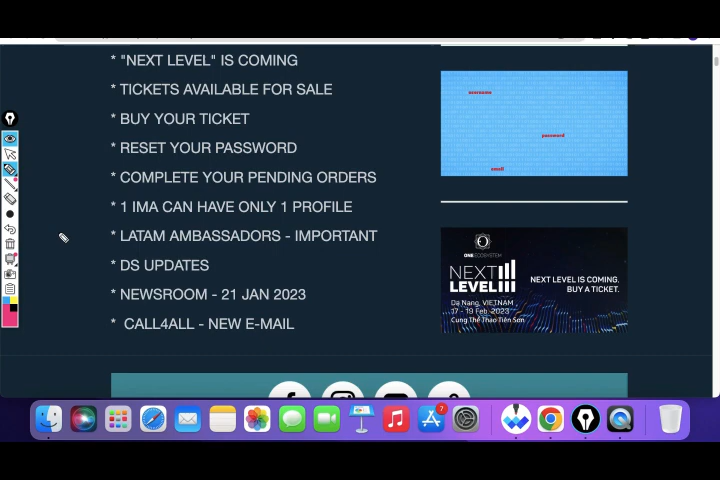 * "NEXT LEVEL" IS COMING
* TICKETS AVAILABLE FOR SALE
* BUY YOUR TICKET
* RESET YOUR PASSWORD
* COMPLETE YOUR PENDING ORDERS
* 1 IMA CAN HAVE ONLY 1 PROFILE
* LATAM AMBASSADORS - IMPORTANT
* DS UPDATES
* NEWSROOM - 21 JAN 2023
* CALL4ALL - NEW E-MAIL
username
password
email
ONE ECOSYSTEM
NEXT
LEVEL
NEXT LEVEL IS COMING.
BUY A TICKET.
Da Nang, VIETNAM
17 - 19 Feb. 2023
Cung Thể Thao Tiên Sơn
7